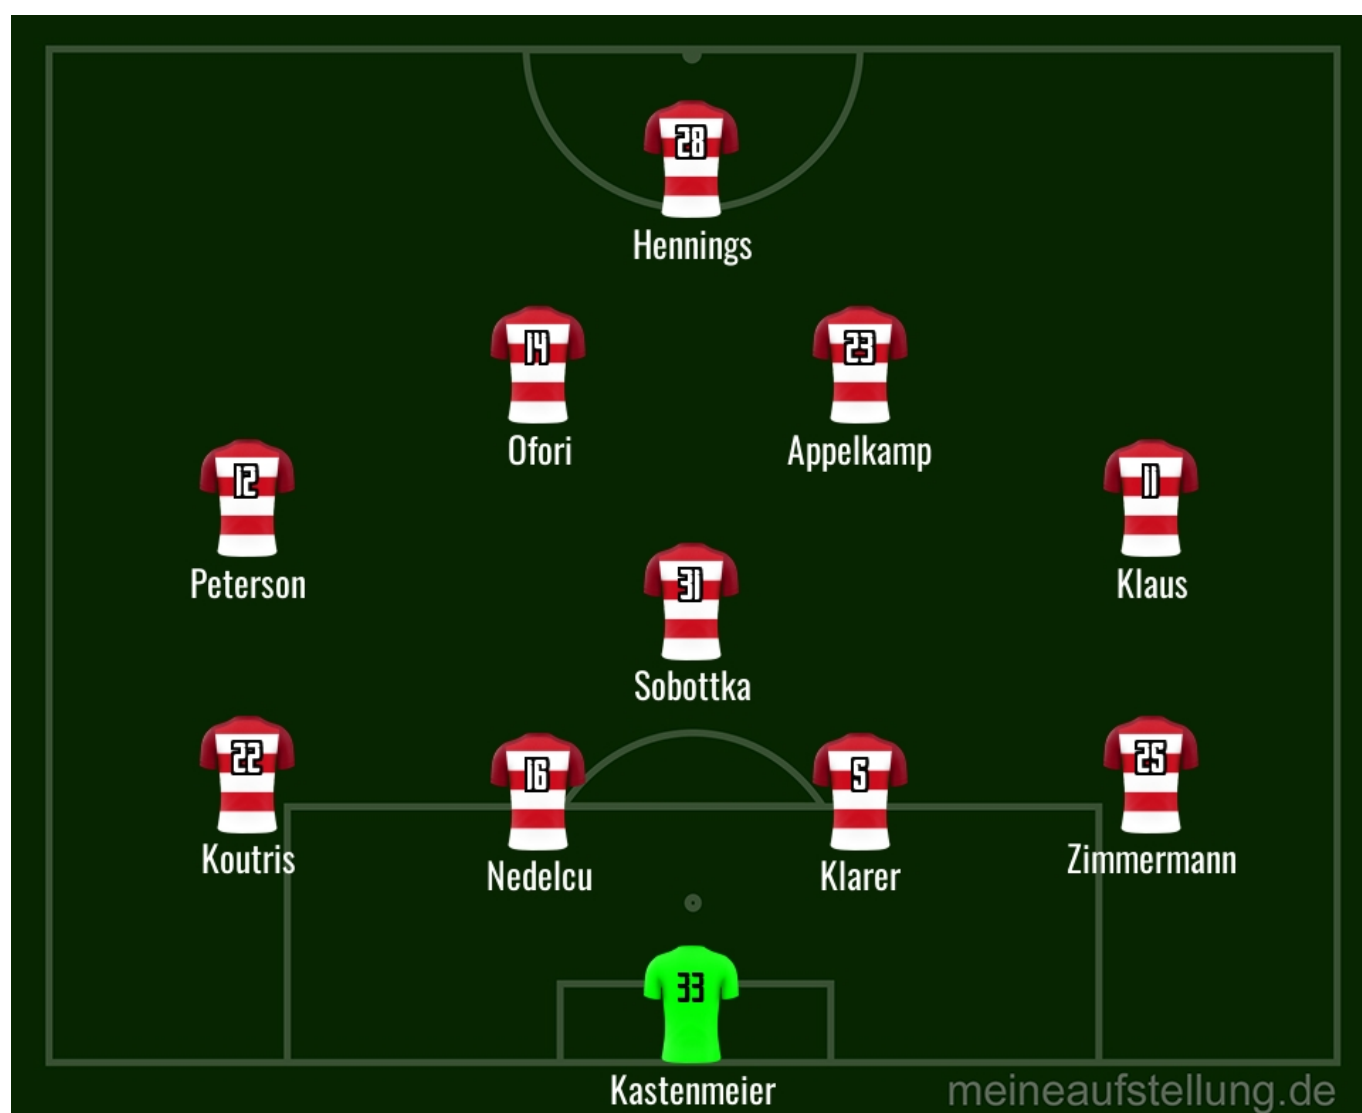 28
Hennings
14
23
Ofori
Appelkamp
12
11
Peterson
Klaus
31
Sobottka
22
16
5
25
Koutris
Nedelcu
Klarer
Zimmermann
33
Kastenmeier
meineaufstellung.de